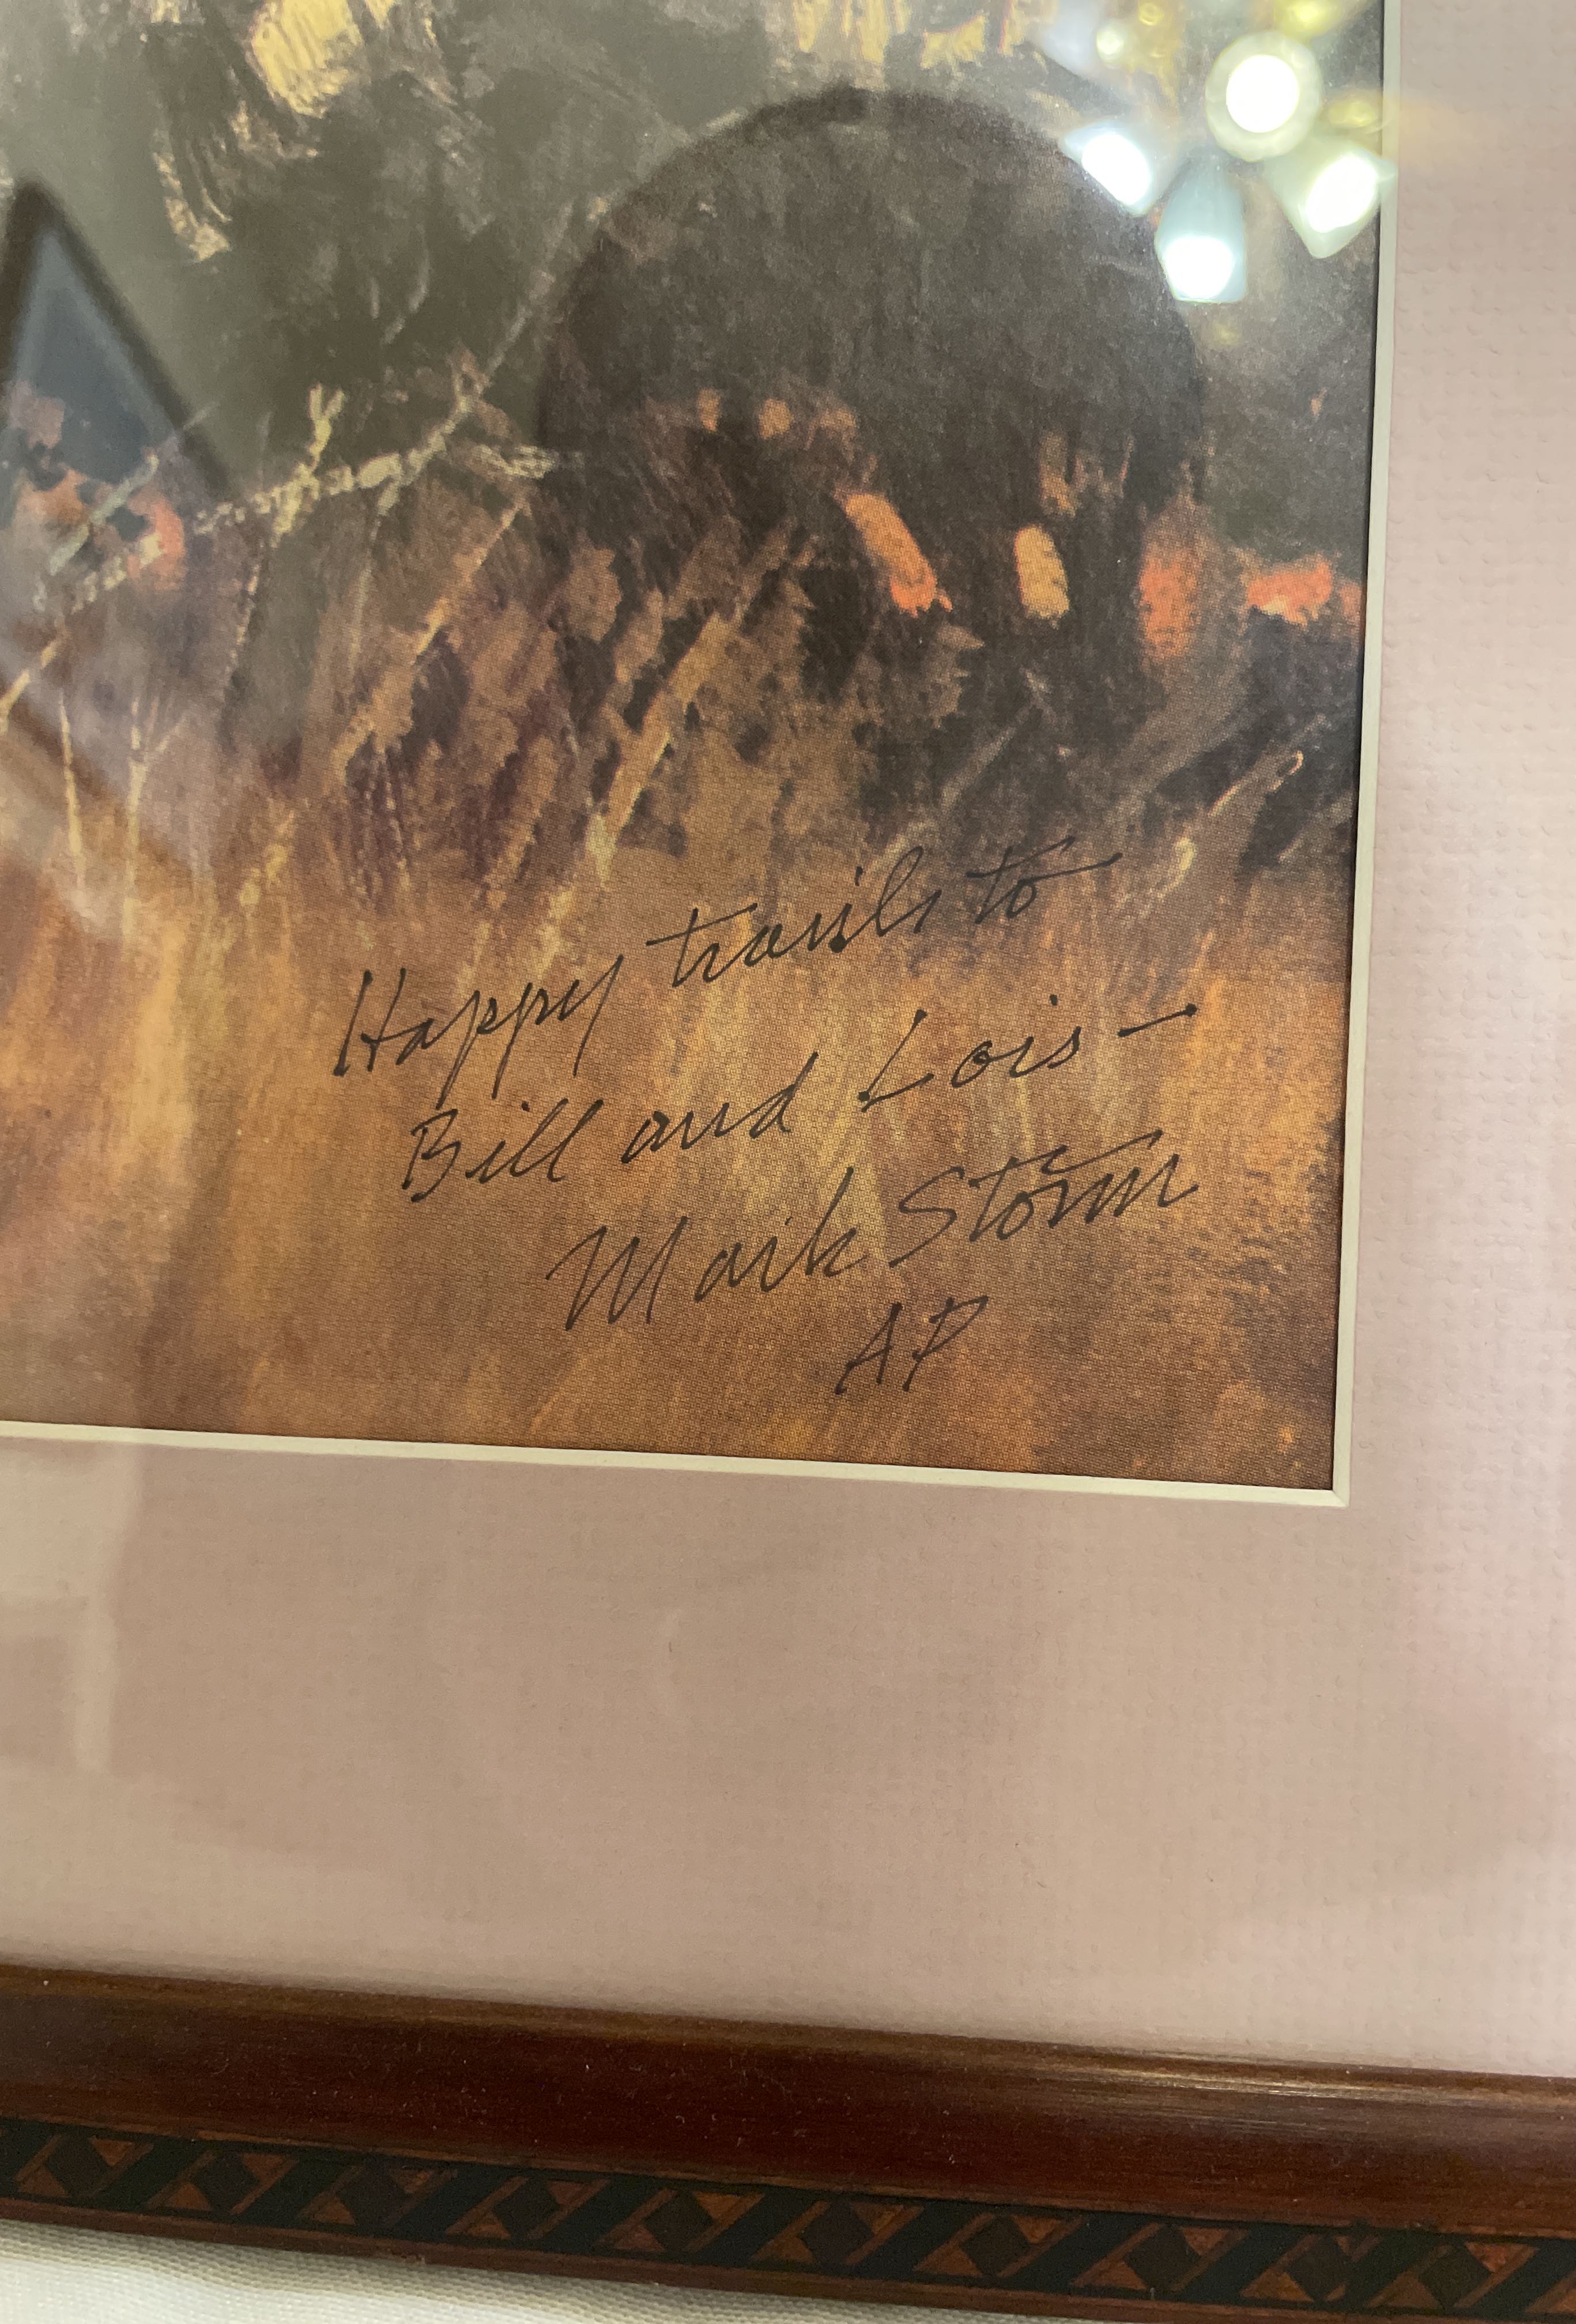 Happy trails to
Bill and Lois —
Mark Storm
AP